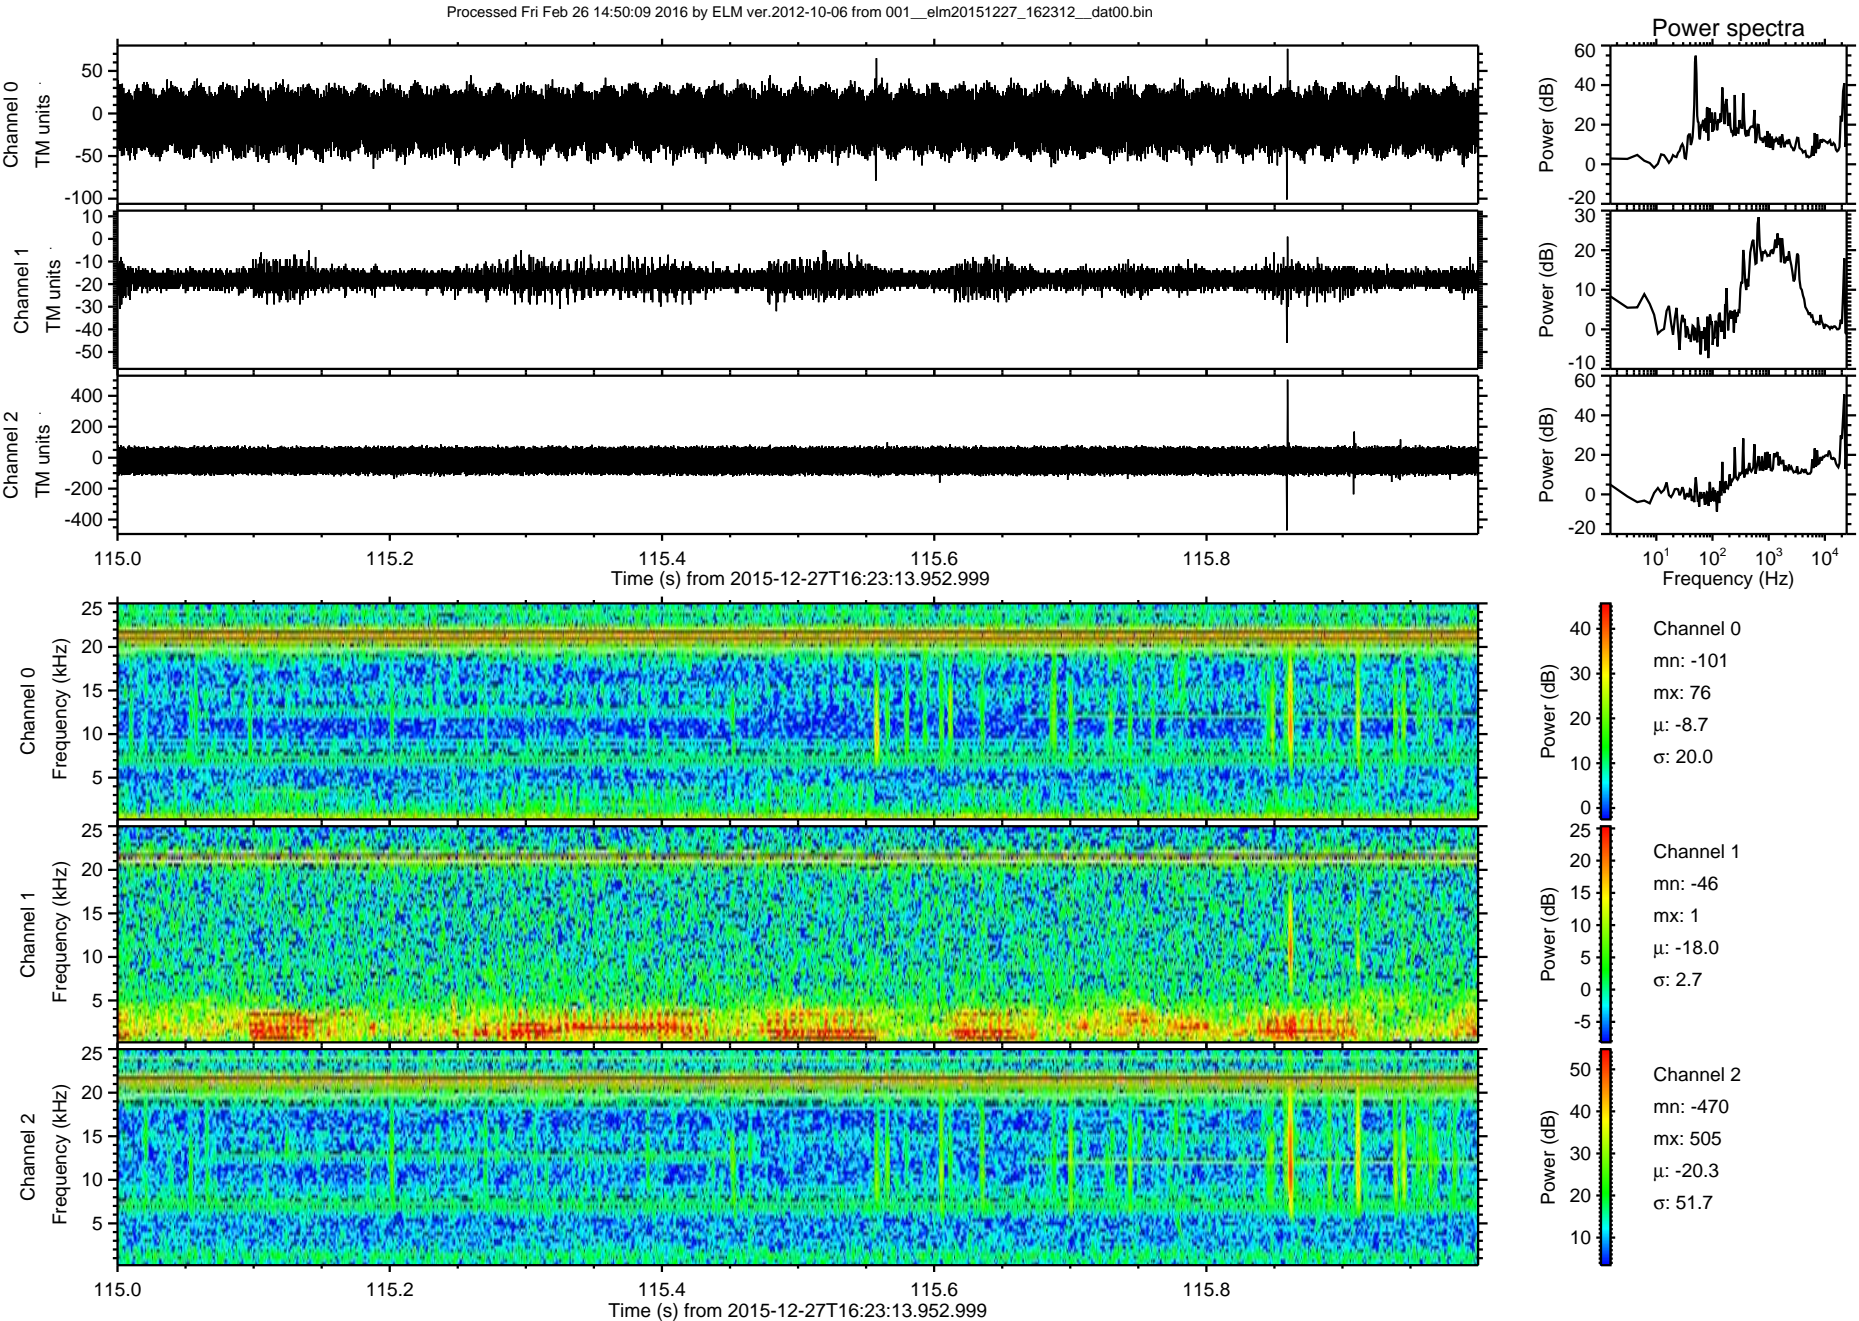 Processed Fri Feb 26 14:50:09 2016 by ELM ver.2012-10-06 from 001__elm20151227_162312__dat00.bin
Power spectra
Channel 0
TM units
50
0
-50
-100
Power (dB)
60
40
20
0
-20
Channel 1
TM units
10
0
-10
-20
-30
-40
-50
Power (dB)
30
20
10
0
-10
Channel 2
TM units
400
200
0
-200
-400
Power (dB)
60
40
20
0
-20
115.0 115.2 115.4 115.6 115.8
Time (s) from 2015-12-27T16:23:13.952.999
10^1 10^2 10^3 10^4
Frequency (Hz)
Channel 0
Frequency (kHz)
25
20
15
10
5
Power (dB)
40
30
20
10
0
Channel 0
mn: -101
mx: 76
μ: -8.7
σ: 20.0
Channel 1
Frequency (kHz)
25
20
15
10
5
Power (dB)
25
20
15
10
5
0
-5
Channel 1
mn: -46
mx: 1
μ: -18.0
σ: 2.7
Channel 2
Frequency (kHz)
25
20
15
10
5
Power (dB)
50
40
30
20
10
Channel 2
mn: -470
mx: 505
μ: -20.3
σ: 51.7
115.0 115.2 115.4 115.6 115.8
Time (s) from 2015-12-27T16:23:13.952.999